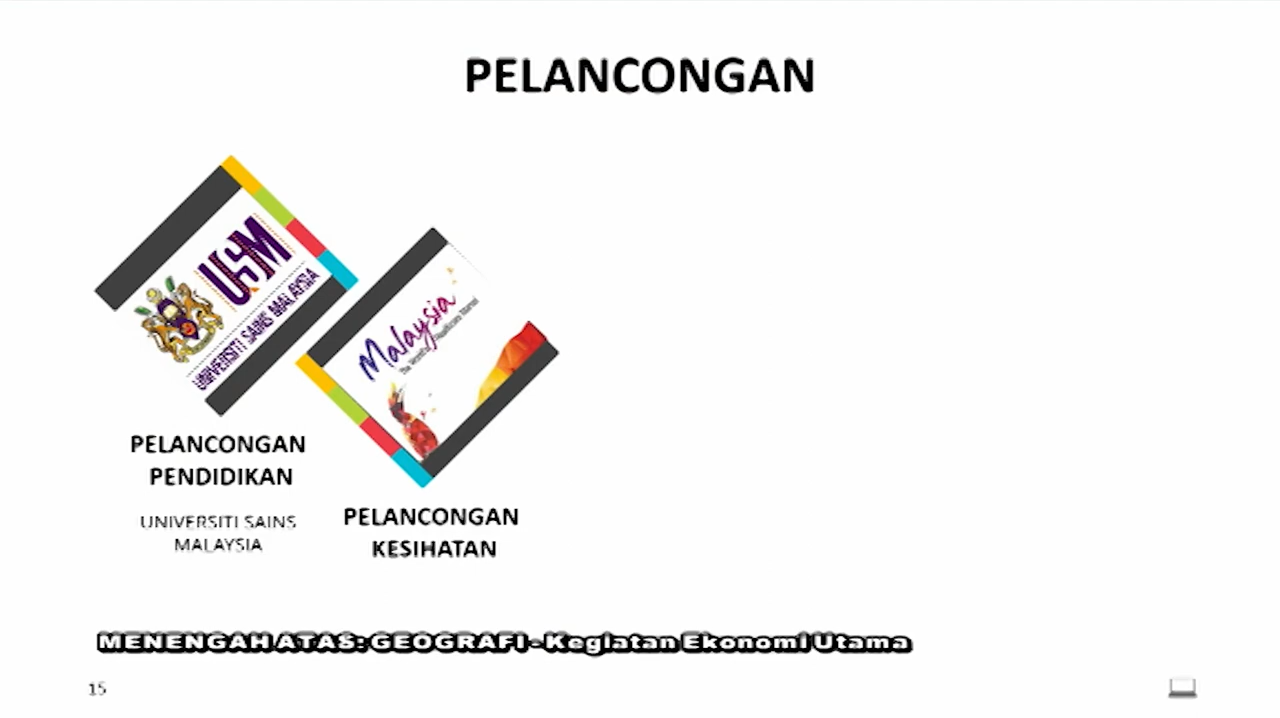 PELANCONGAN
USM
UNIVERSITI SAINS MALAYSIA
Malaysia
PELANCONGAN
PENDIDIKAN
UNIVERSITI SAINS
MALAYSIA
PELANCONGAN
KESIHATAN
MENENGAH ATAS: GEOGRAFI - Kegiatan Ekonomi Utama
15